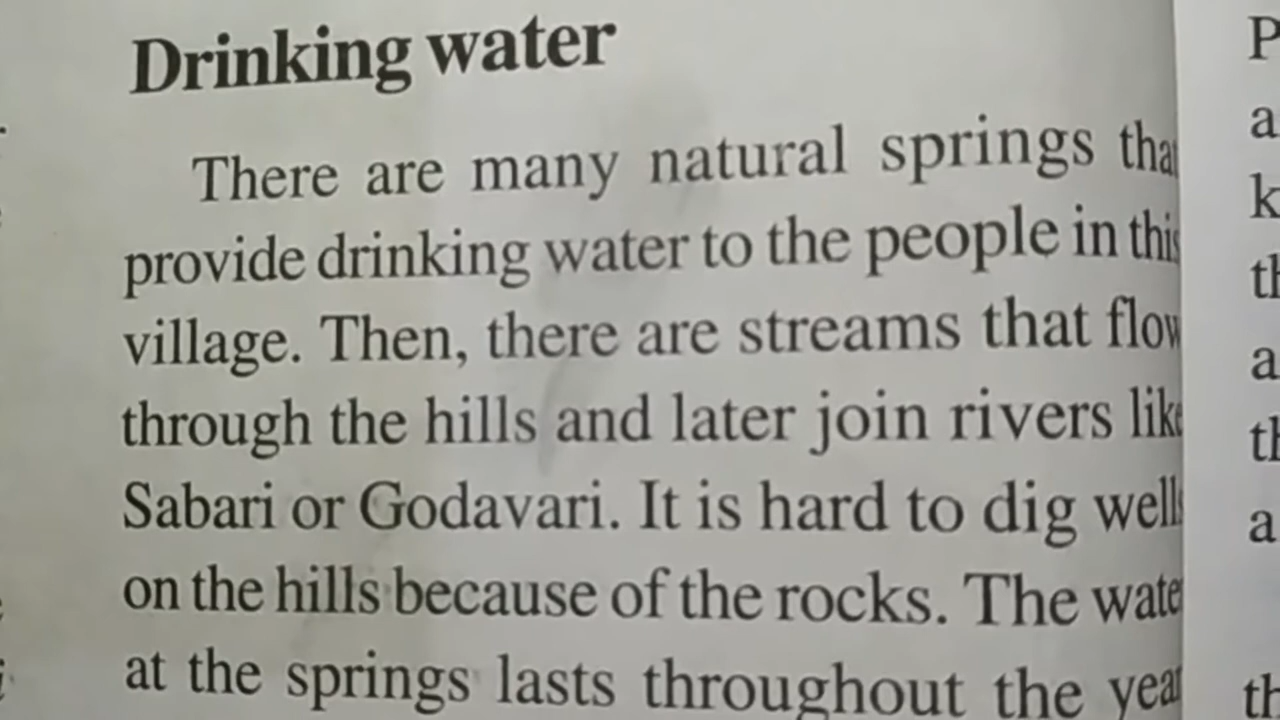 Drinking water
There are many natural springs that
provide drinking water to the people in this
village. Then, there are streams that flow
through the hills and later join rivers like
Sabari or Godavari. It is hard to dig wells
on the hills because of the rocks. The water
at the springs lasts throughout the year